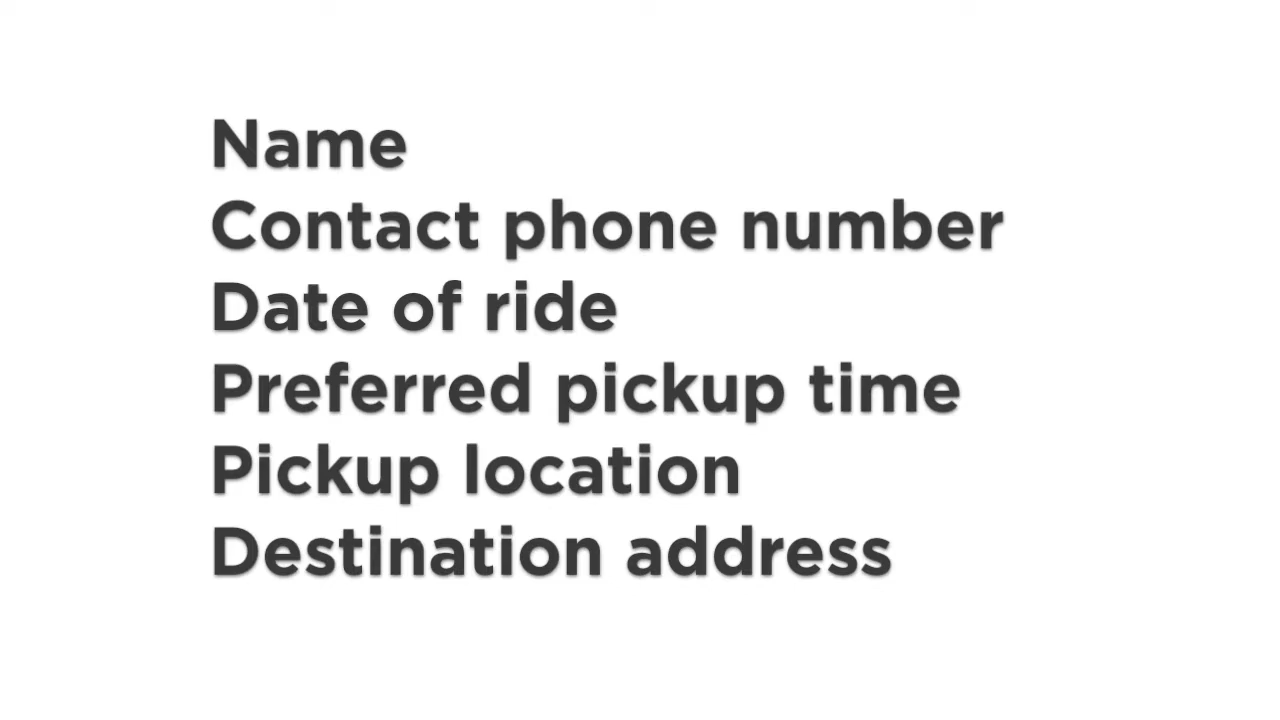 Name
Contact phone number
Date of ride
Preferred pickup time
Pickup location
Destination address